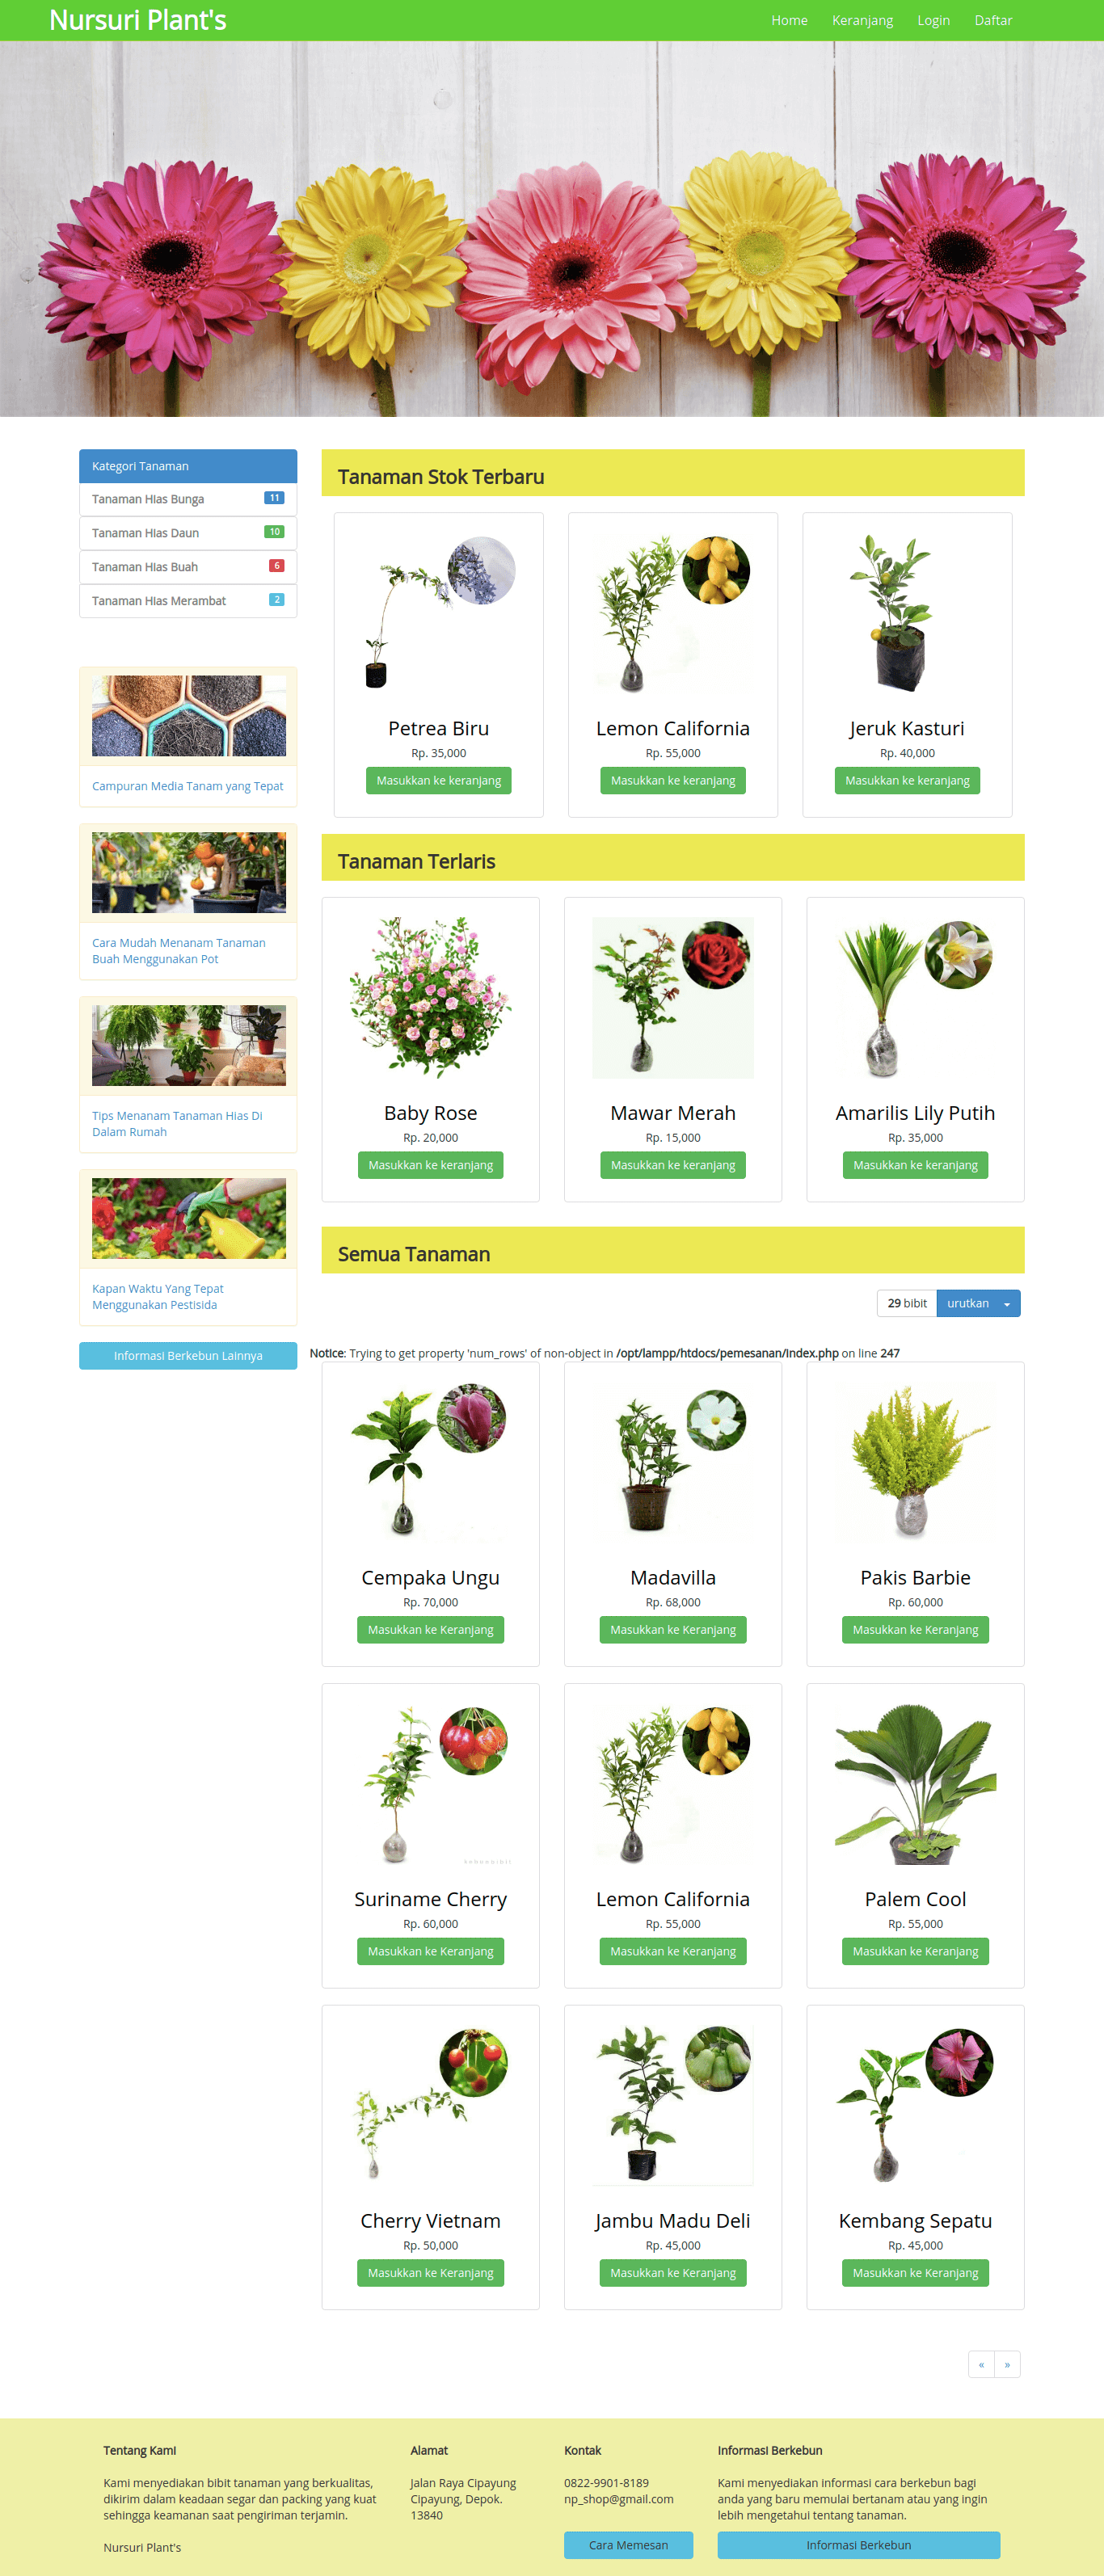 Nursuri Plant's
Home Keranjang Login Daftar
Kategori Tanaman
Tanaman Hias Bunga 11
Tanaman Hias Daun 10
Tanaman Hias Buah 6
Tanaman Hias Merambat 2
Campuran Media Tanam yang Tepat
Cara Mudah Menanam Tanaman
Buah Menggunakan Pot
Tips Menanam Tanaman Hias Di
Dalam Rumah
Kapan Waktu Yang Tepat
Menggunakan Pestisida
Informasi Berkebun Lainnya
Tanaman Stok Terbaru
Petrea Biru
Rp. 35,000
Masukkan ke keranjang
Lemon California
Rp. 55,000
Masukkan ke keranjang
Jeruk Kasturi
Rp. 40,000
Masukkan ke keranjang
Tanaman Terlaris
Baby Rose
Rp. 20,000
Masukkan ke keranjang
Mawar Merah
Rp. 15,000
Masukkan ke keranjang
Amarilis Lily Putih
Rp. 35,000
Masukkan ke keranjang
Semua Tanaman
29 bibit urutkan
Notice: Trying to get property 'num_rows' of non-object in /opt/lampp/htdocs/pemesanan/index.php on line 247
Cempaka Ungu
Rp. 70,000
Masukkan ke Keranjang
Madavilla
Rp. 68,000
Masukkan ke Keranjang
Pakis Barbie
Rp. 60,000
Masukkan ke Keranjang
kebunbibit
Suriname Cherry
Rp. 60,000
Masukkan ke Keranjang
Lemon California
Rp. 55,000
Masukkan ke Keranjang
Palem Cool
Rp. 55,000
Masukkan ke Keranjang
Cherry Vietnam
Rp. 50,000
Masukkan ke Keranjang
Jambu Madu Deli
Rp. 45,000
Masukkan ke Keranjang
Kembang Sepatu
Rp. 45,000
Masukkan ke Keranjang
« »
Tentang Kami
Kami menyediakan bibit tanaman yang berkualitas,
dikirim dalam keadaan segar dan packing yang kuat
sehingga keamanan saat pengiriman terjamin.
Nursuri Plant's
Alamat
Jalan Raya Cipayung
Cipayung, Depok.
13840
Kontak
0822-9901-8189
np_shop@gmail.com
Cara Memesan
Informasi Berkebun
Kami menyediakan informasi cara berkebun bagi
anda yang baru memulai bertanam atau yang ingin
lebih mengetahui tentang tanaman.
Informasi Berkebun